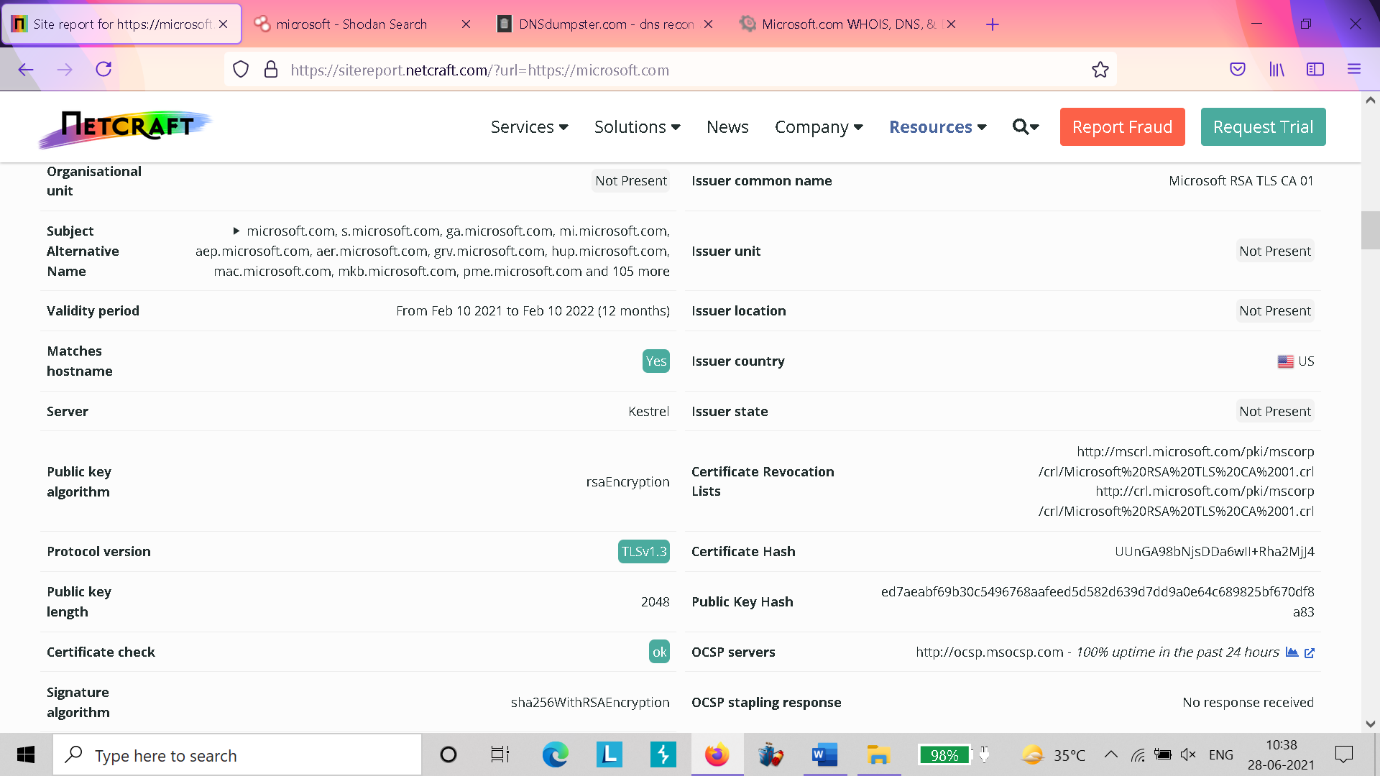 Site report for https://microsoft
microsoft - Shodan Search
DNSdumpster.com - dns recon
Microsoft.com WHOIS, DNS, &
https://sitereport.netcraft.com/?url=https://microsoft.com
NETCRAFT
Services
Solutions
News
Company
Resources
Report Fraud
Request Trial
Organisational
unit
Not Present
Issuer common name
Microsoft RSA TLS CA 01
Subject
Alternative
Name
microsoft.com, s.microsoft.com, ga.microsoft.com, mi.microsoft.com,
aep.microsoft.com, aer.microsoft.com, grv.microsoft.com, hup.microsoft.com,
mac.microsoft.com, mkb.microsoft.com, pme.microsoft.com and 105 more
Issuer unit
Not Present
Validity period
From Feb 10 2021 to Feb 10 2022 (12 months)
Issuer location
Not Present
Matches
hostname
Yes
Issuer country
US
Server
Kestrel
Issuer state
Not Present
Public key
algorithm
rsaEncryption
Certificate Revocation
Lists
http://mscrl.microsoft.com/pki/mscorp
/crl/Microsoft%20RSA%20TLS%20CA%2001.crl
http://crl.microsoft.com/pki/mscorp
/crl/Microsoft%20RSA%20TLS%20CA%2001.crl
Protocol version
TLSv1.3
Certificate Hash
UUnGA98bNjsDDa6wlI+Rha2MjJ4
Public key
length
2048
Public Key Hash
ed7aeabf69b30c5496768aafeed5d582d639d7dd9a0e64c689825bf670df8
a83
Certificate check
ok
OCSP servers
http://ocsp.msocsp.com - 100% uptime in the past 24 hours
Signature
algorithm
sha256WithRSAEncryption
OCSP stapling response
No response received
Type here to search
98%
35°C
ENG
10:38
28-06-2021